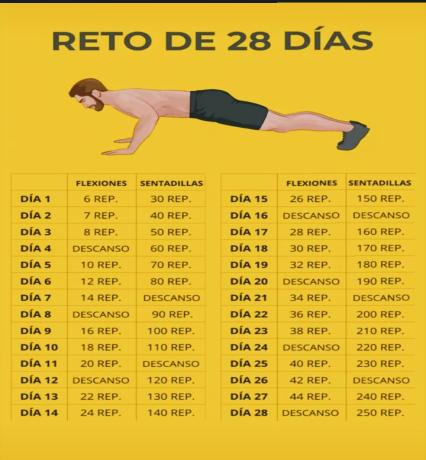 RETO DE 28 DÍAS
FLEXIONES SENTADILLAS
DÍA 1 6 REP. 30 REP.
DÍA 2 7 REP. 40 REP.
DÍA 3 8 REP. 50 REP.
DÍA 4 DESCANSO 60 REP.
DÍA 5 10 REP. 70 REP.
DÍA 6 12 REP. 80 REP.
DÍA 7 14 REP. DESCANSO
DÍA 8 DESCANSO 90 REP.
DÍA 9 16 REP. 100 REP.
DÍA 10 18 REP. 110 REP.
DÍA 11 20 REP. DESCANSO
DÍA 12 DESCANSO 120 REP.
DÍA 13 22 REP. 130 REP.
DÍA 14 24 REP. 140 REP.
FLEXIONES SENTADILLAS
DÍA 15 26 REP. 150 REP.
DÍA 16 DESCANSO DESCANSO
DÍA 17 28 REP. 160 REP.
DÍA 18 30 REP. 170 REP.
DÍA 19 32 REP. 180 REP.
DÍA 20 DESCANSO 190 REP.
DÍA 21 34 REP. DESCANSO
DÍA 22 36 REP. 200 REP.
DÍA 23 38 REP. 210 REP.
DÍA 24 DESCANSO 220 REP.
DÍA 25 40 REP. 230 REP.
DÍA 26 42 REP. DESCANSO
DÍA 27 44 REP. 240 REP.
DÍA 28 DESCANSO 250 REP.